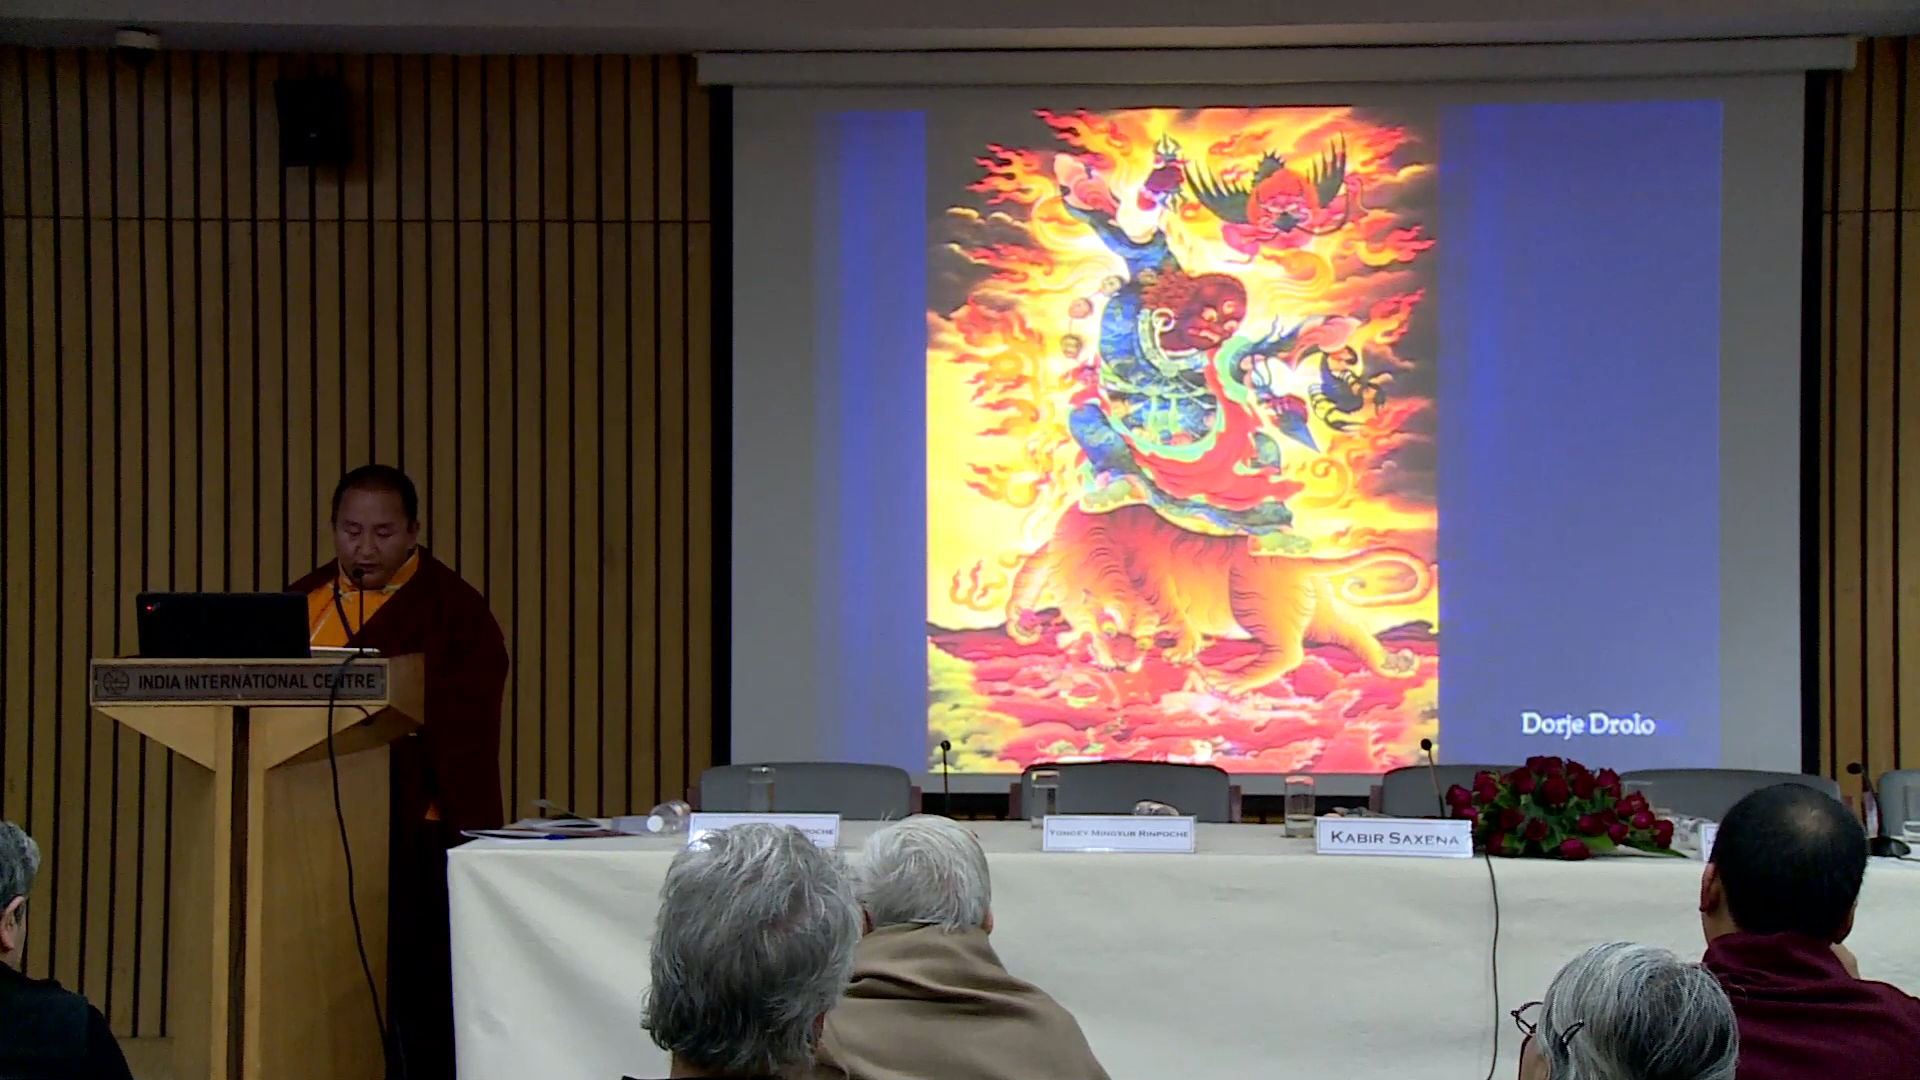 Dorje Drolo
INDIA INTERNATIONAL CENTRE
YONGEY MINGYUR RINPOCHE
KABIR SAXENA